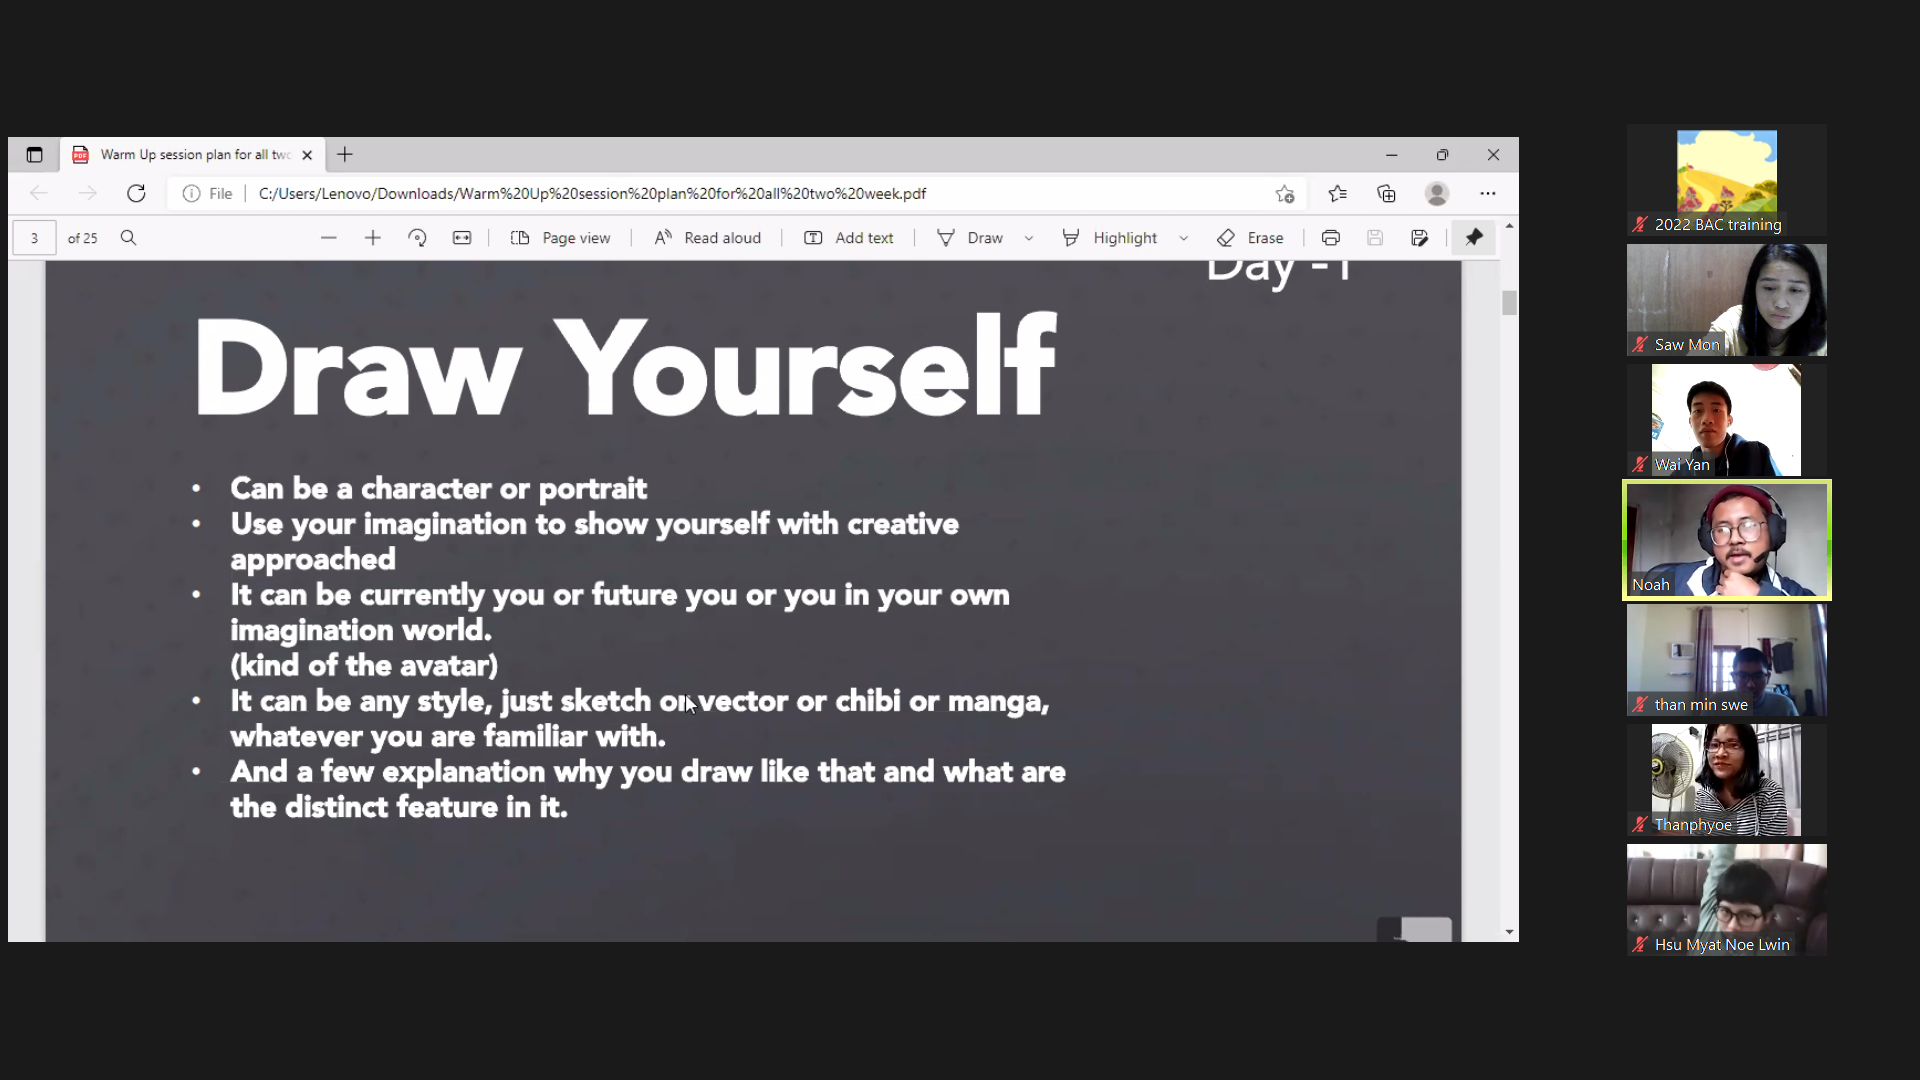 Warm Up session plan for all two
File
C:/Users/Lenovo/Downloads/Warm%20Up%20session%20plan%20for%20all%20two%20week.pdf
3 of 25
Page view
Read aloud
Add text
Draw
Highlight
Erase
Day -1
Draw Yourself
• Can be a character or portrait
• Use your imagination to show yourself with creative
approached
• It can be currently you or future you or you in your own
imagination world.
(kind of the avatar)
• It can be any style, just sketch or vector or chibi or manga,
whatever you are familiar with.
• And a few explanation why you draw like that and what are
the distinct feature in it.
2022 BAC training
Saw Mon
Wai Yan
Noah
than min swe
Thanphyoe
Hsu Myat Noe Lwin